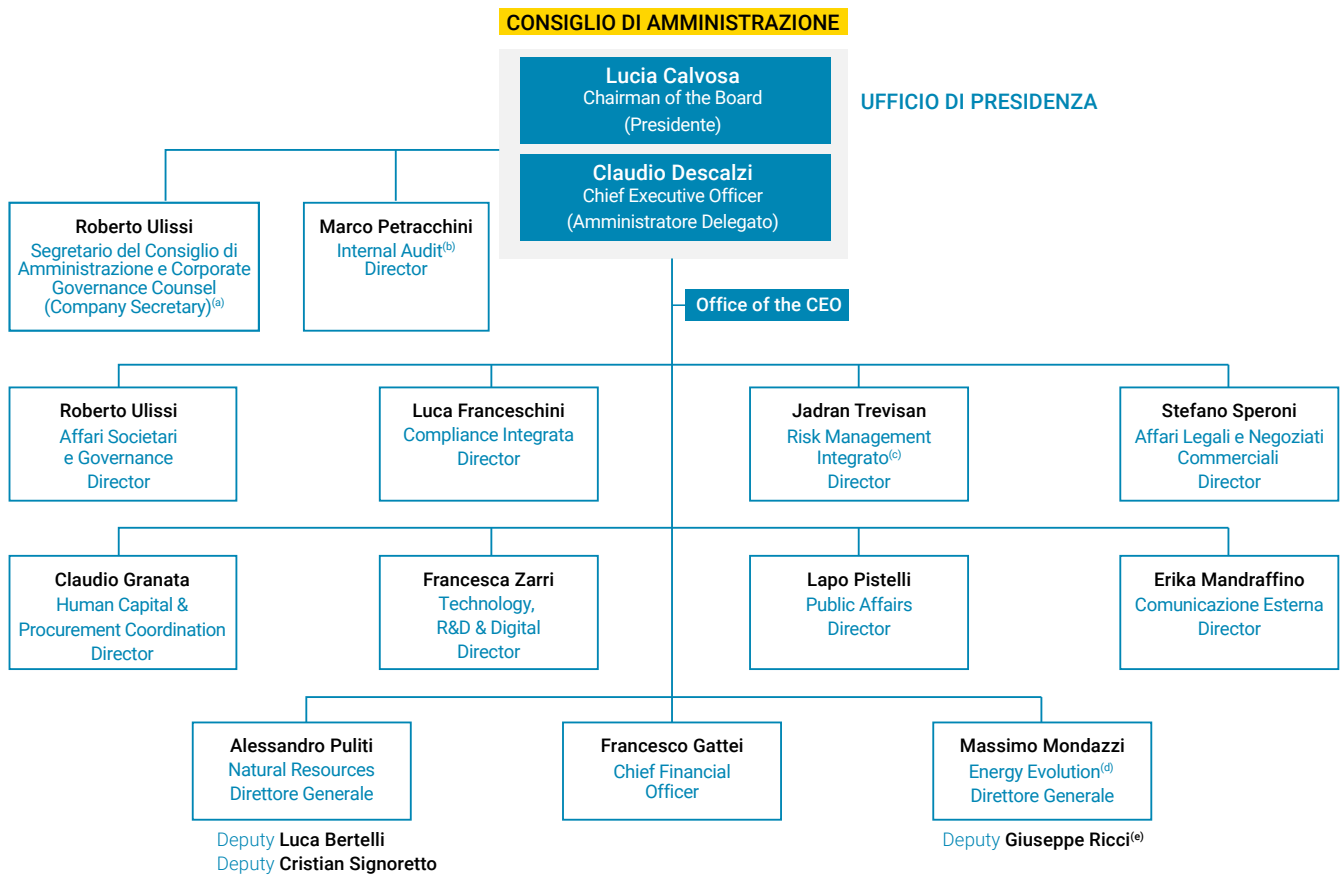 CONSIGLIO DI AMMINISTRAZIONE
Lucia Calvosa
Chairman of the Board
(Presidente)
UFFICIO DI PRESIDENZA
Claudio Descalzi
Chief Executive Officer
(Amministratore Delegato)
Roberto Ulissi
Segretario del Consiglio di
Amministrazione e Corporate
Governance Counsel
(Company Secretary)(a)
Marco Petracchini
Internal Audit(b)
Director
Office of the CEO
Roberto Ulissi
Affari Societari
e Governance
Director
Luca Franceschini
Compliance Integrata
Director
Jadran Trevisan
Risk Management
Integrato(c)
Director
Stefano Speroni
Affari Legali e Negoziati
Commerciali
Director
Claudio Granata
Human Capital &
Procurement Coordination
Director
Francesca Zarri
Technology,
R&D & Digital
Director
Lapo Pistelli
Public Affairs
Director
Erika Mandraffino
Comunicazione Esterna
Director
Alessandro Puliti
Natural Resources
Direttore Generale
Deputy Luca Bertelli
Deputy Cristian Signoretto
Francesco Gattei
Chief Financial
Officer
Massimo Mondazzi
Energy Evolution(d)
Direttore Generale
Deputy Giuseppe Ricci(e)